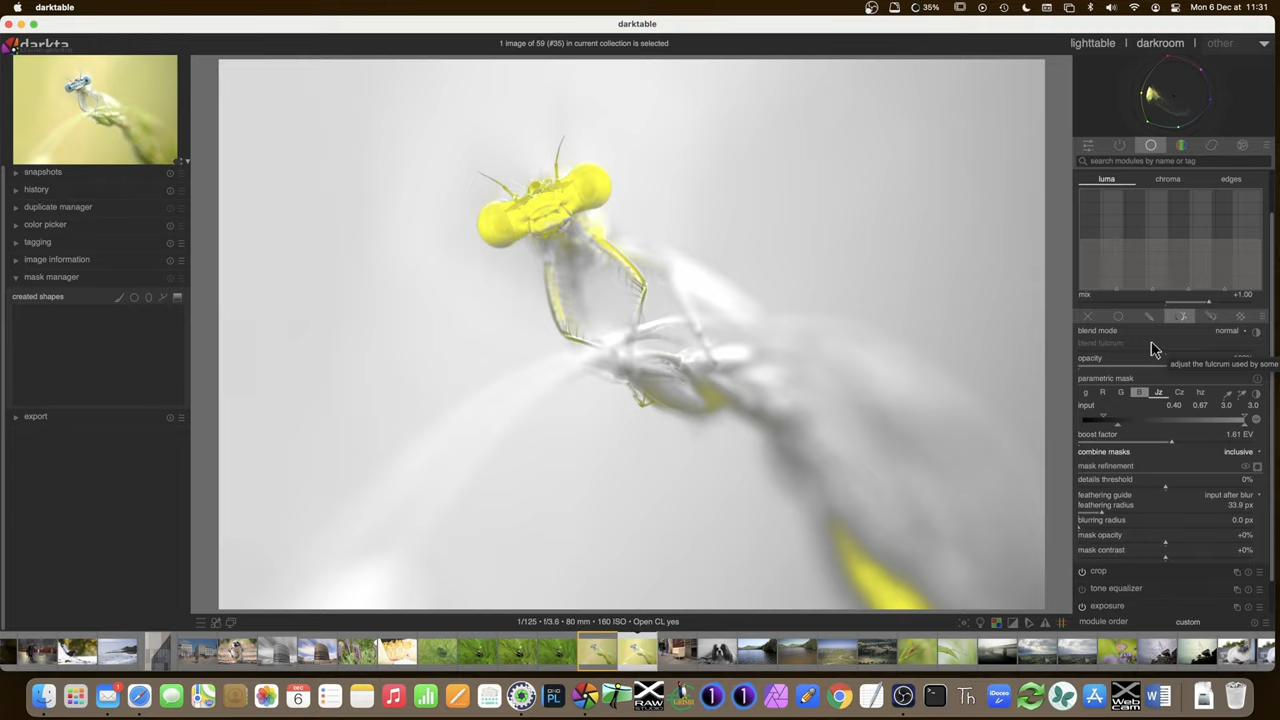 darktable
35%
Mon 6 Dec at 11:31
darktable
darkta
1 image of 59 (#35) in current collection is selected
lighttable | darkroom | other
snapshots
history
duplicate manager
color picker
tagging
image information
mask manager
created shapes
export
search modules by name or tag
luma chroma edges
mix +1.00
blend mode normal
blend fulcrum
opacity
adjust the fulcrum used by some
parametric mask
g R G B Jz Cz hz
input 0.40 0.67 3.0 3.0
boost factor 1.61 EV
combine masks inclusive
mask refinement
details threshold 0%
feathering guide input after blur
feathering radius 33.9 px
blurring radius 0.0 px
mask opacity +0%
mask contrast +0%
crop
tone equalizer
exposure
module order custom
1/125 • f/3.6 • 80 mm • 160 ISO • Open CL yes